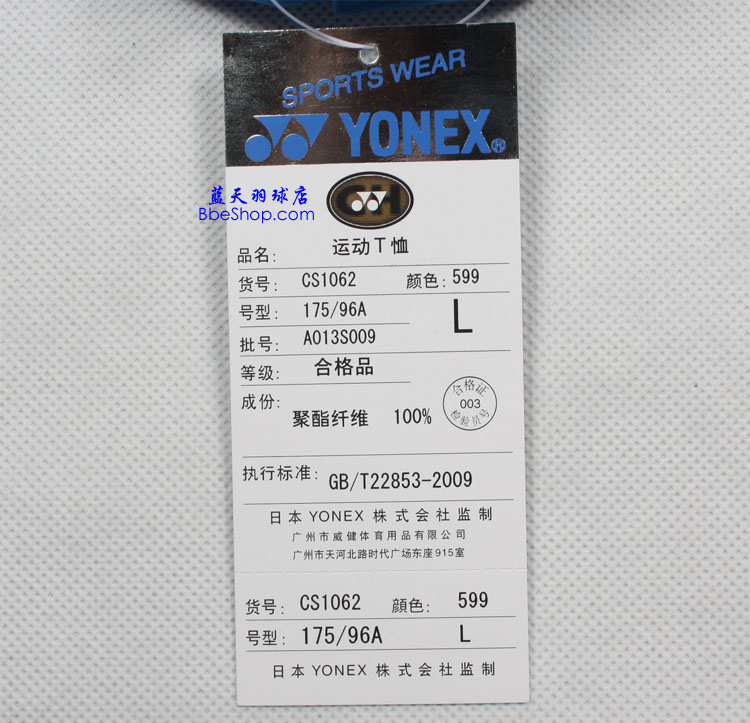 SPORTS WEAR
YONEX®
蓝天羽球店
BbeShop.com
CH
品名: 运动T恤
货号: CS1062 颜色: 599
号型: 175/96A L
批号: A013S009
等级: 合格品
成份: 聚酯纤维 100%
合格证
003
检验员号
执行标准: GB/T22853-2009
日本 YONEX 株式会社监制
广州市威健体育用品有限公司
广州市天河北路时代广场东座915室
货号: CS1062 顔色: 599
号型: 175/96A L
日本 YONEX 株式会社监制